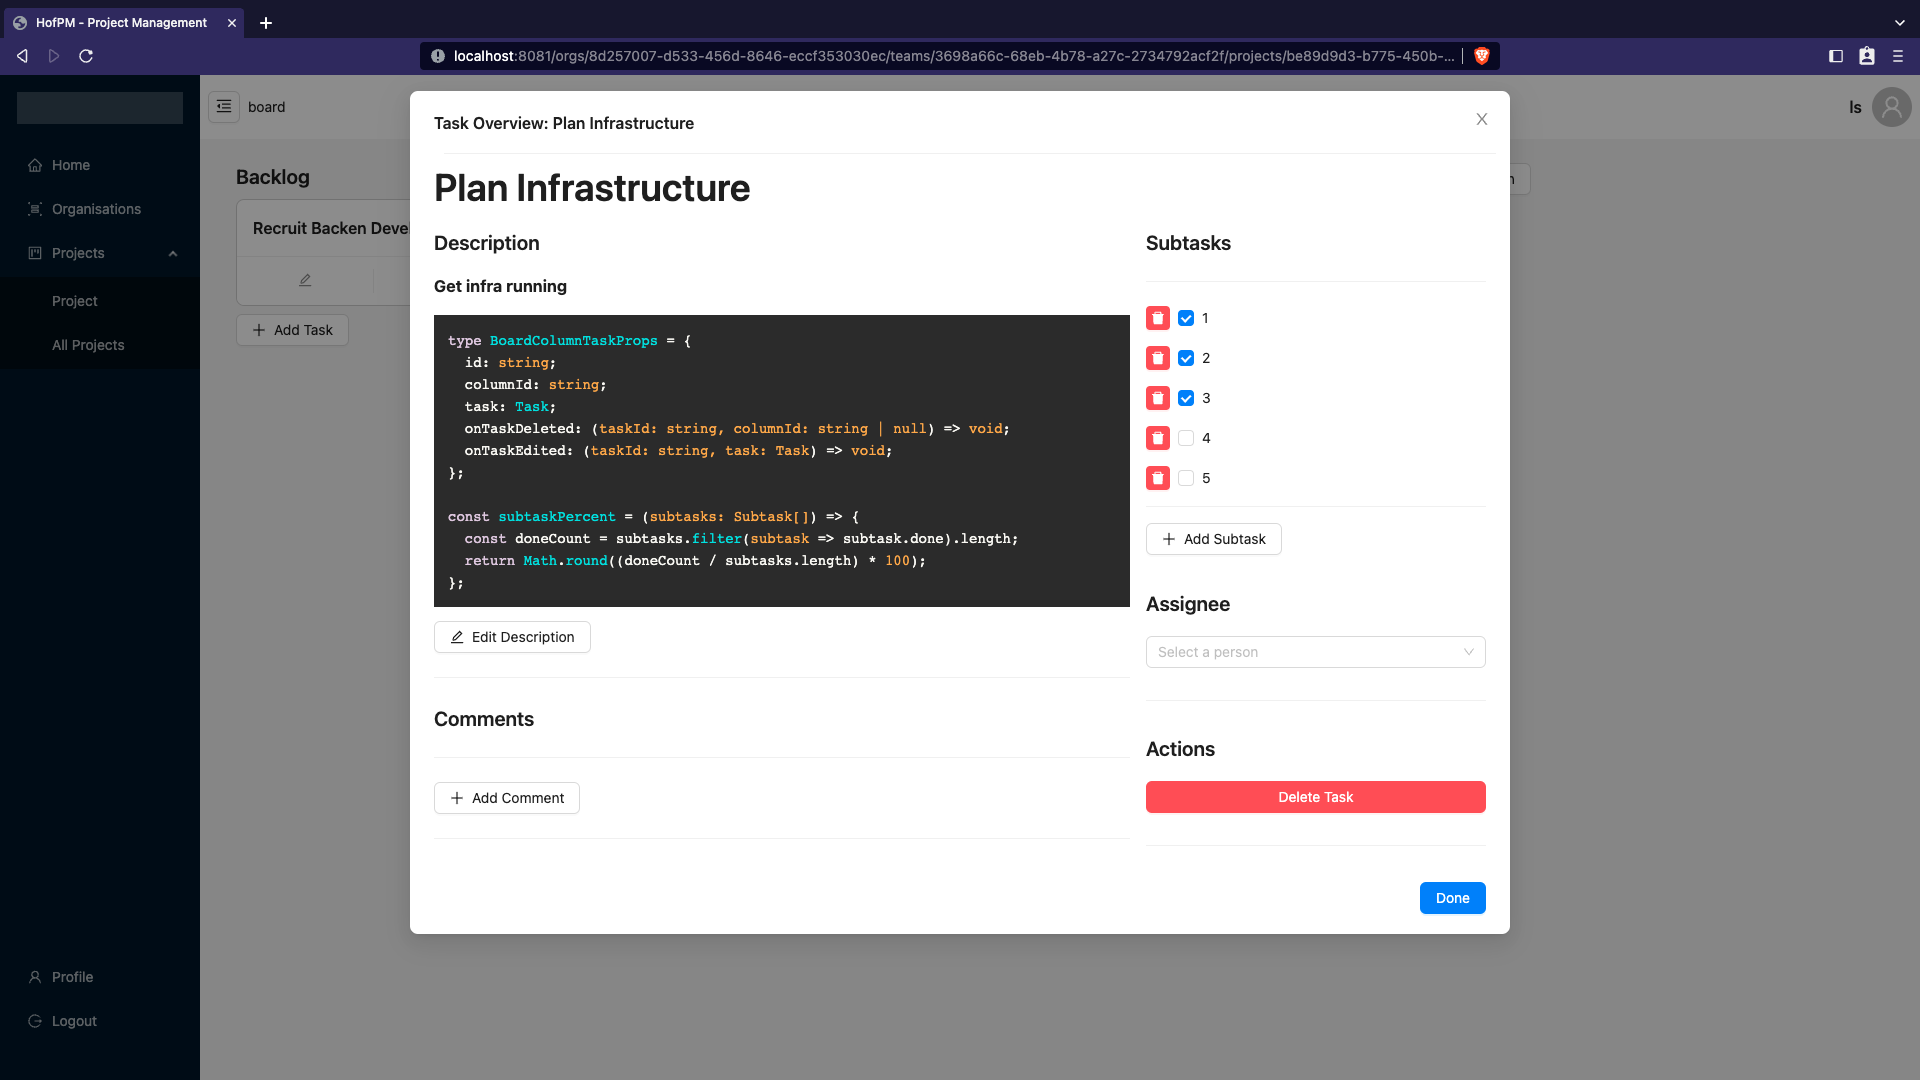 HofPM - Project Management
localhost:8081/orgs/8d257007-d533-456d-8646-eccf353030ec/teams/3698a66c-68eb-4b78-a27c-2734792acf2f/projects/be89d9d3-b775-450b-...
board
ls
Home
Organisations
Projects
Project
All Projects
Profile
Logout
Backlog
Recruit Backen Deve
Add Task
n
Task Overview: Plan Infrastructure
Plan Infrastructure
Description
Get infra running
type BoardColumnTaskProps = {
  id: string;
  columnId: string;
  task: Task;
  onTaskDeleted: (taskId: string, columnId: string | null) => void;
  onTaskEdited: (taskId: string, task: Task) => void;
};
const subtaskPercent = (subtasks: Subtask[]) => {
  const doneCount = subtasks.filter(subtask => subtask.done).length;
  return Math.round((doneCount / subtasks.length) * 100);
};
Edit Description
Comments
Add Comment
Subtasks
1
2
3
4
5
Add Subtask
Assignee
Select a person
Actions
Delete Task
Done